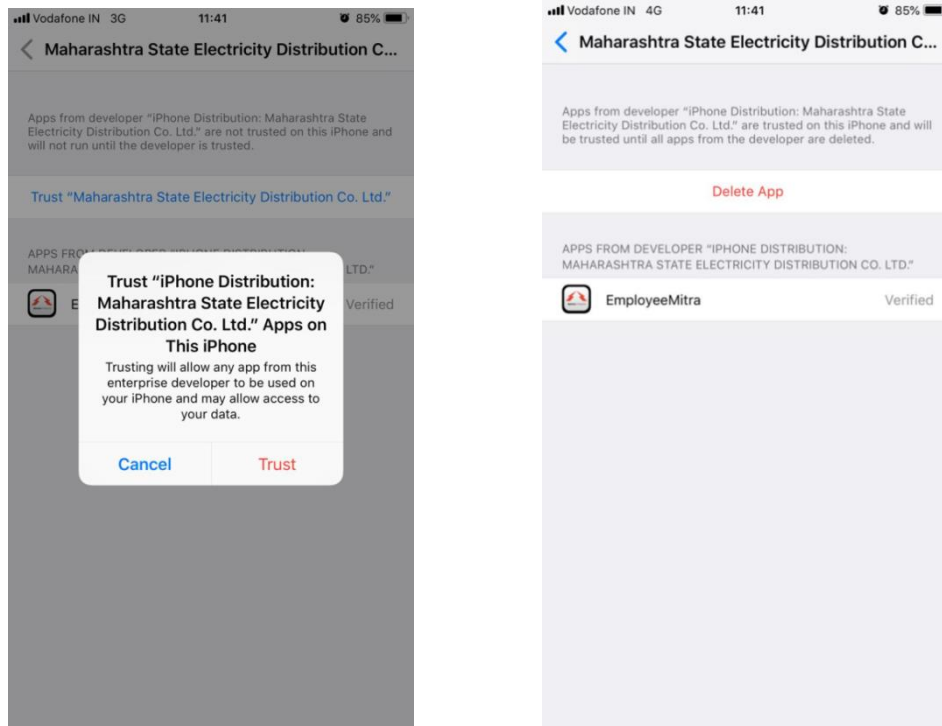 Vodafone IN 3G 11:41 85%
Maharashtra State Electricity Distribution C...
Apps from developer "iPhone Distribution: Maharashtra State
Electricity Distribution Co. Ltd." are not trusted on this iPhone and
will not run until the developer is trusted.
Trust "Maharashtra State Electricity Distribution Co. Ltd."
APPS FROM DEVELOPER "IPHONE DISTRIBUTION:
MAHARA LTD."
E Verified
Trust "iPhone Distribution:
Maharashtra State Electricity
Distribution Co. Ltd." Apps on
This iPhone
Trusting will allow any app from this
enterprise developer to be used on
your iPhone and may allow access to
your data.
Cancel Trust
Vodafone IN 4G 11:41 85%
Maharashtra State Electricity Distribution C...
Apps from developer "iPhone Distribution: Maharashtra State
Electricity Distribution Co. Ltd." are trusted on this iPhone and will
be trusted until all apps from the developer are deleted.
Delete App
APPS FROM DEVELOPER "IPHONE DISTRIBUTION:
MAHARASHTRA STATE ELECTRICITY DISTRIBUTION CO. LTD."
EmployeeMitra Verified